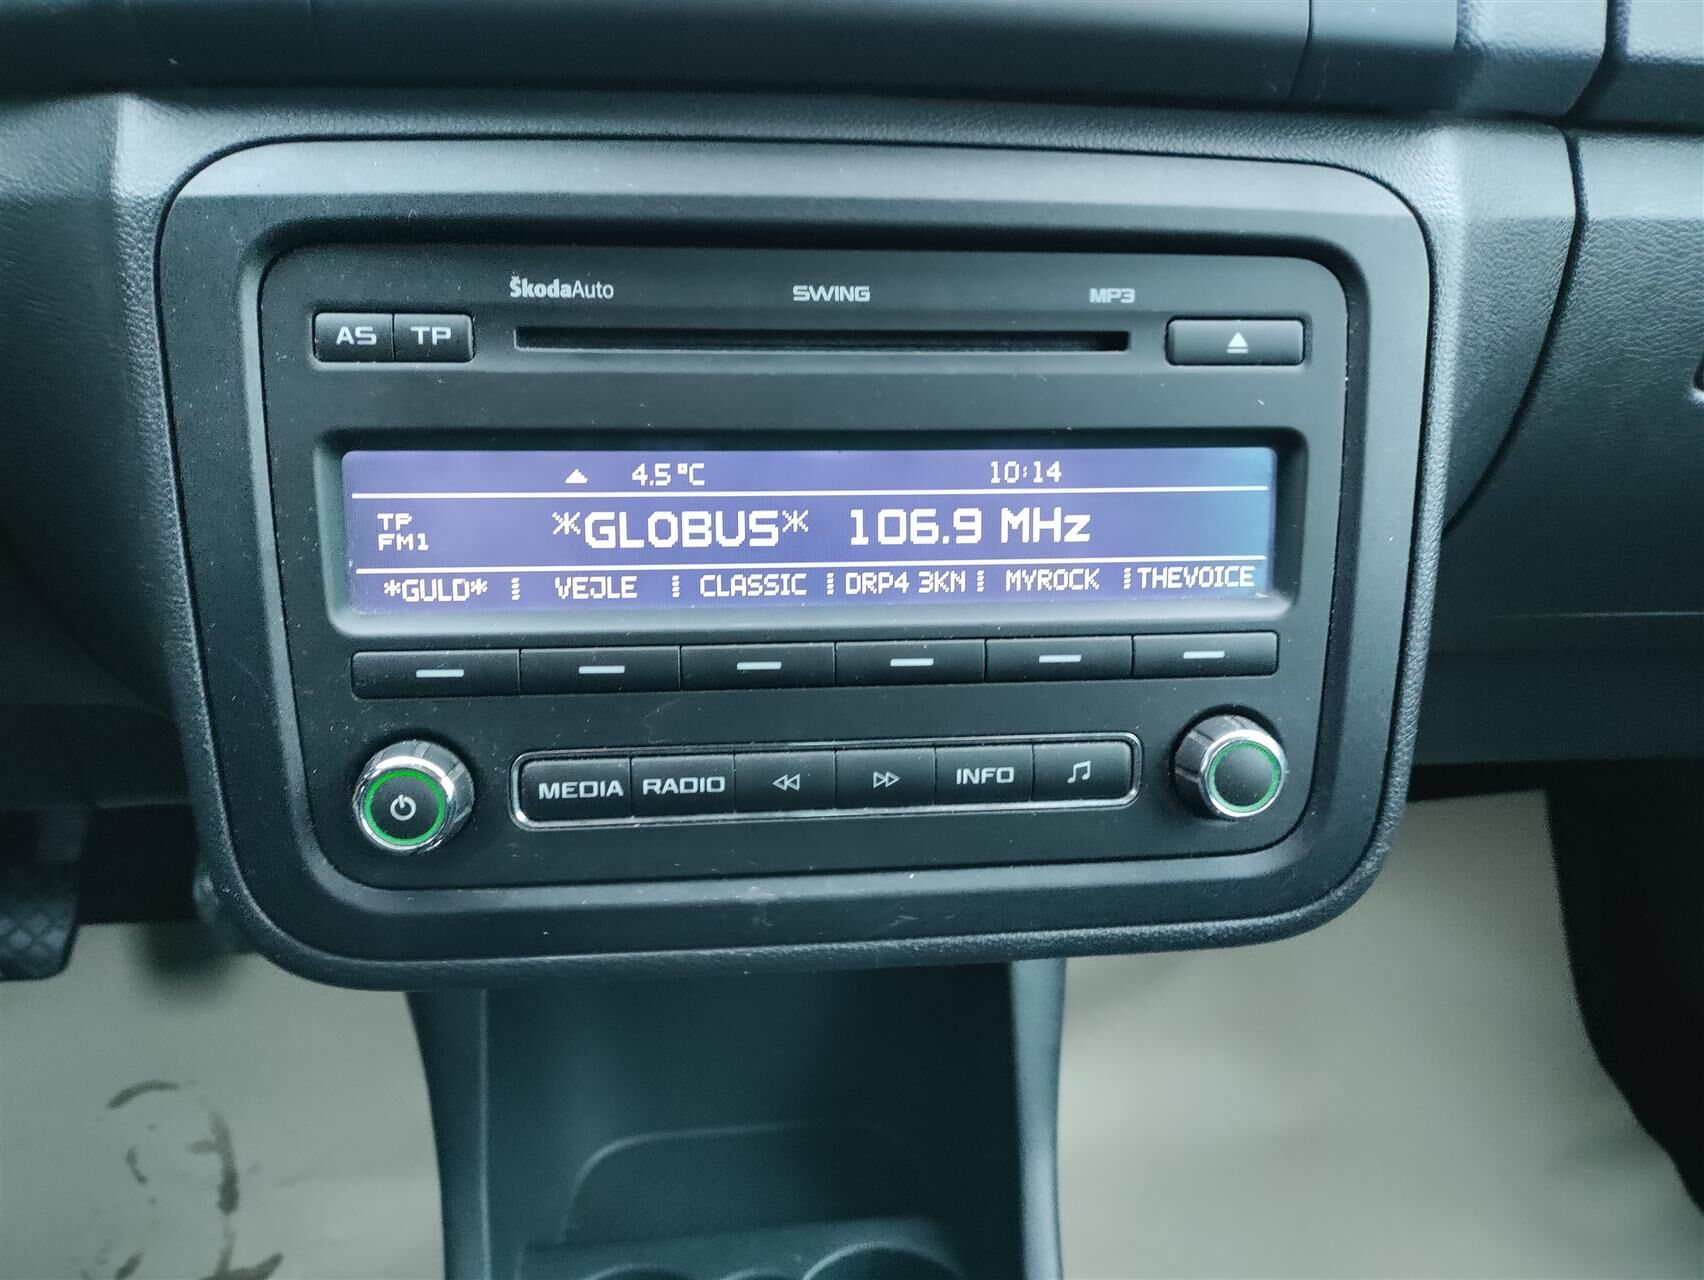 ŠkodaAuto SWING MP3
AS TP
4.5°C 10:14
TP
FM1
*GLOBUS* 106.9 MHz
*GULD* VEJLE CLASSIC DRP4 3KN MYROCK THEVOICE
MEDIA RADIO INFO